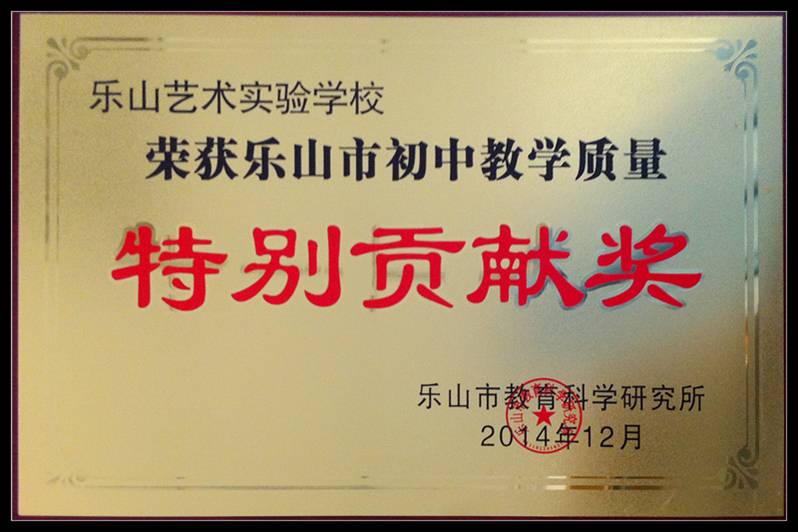 乐山艺术实验学校
荣获乐山市初中教学质量
特别贡献奖
乐山市教育科学研究所
2014年12月